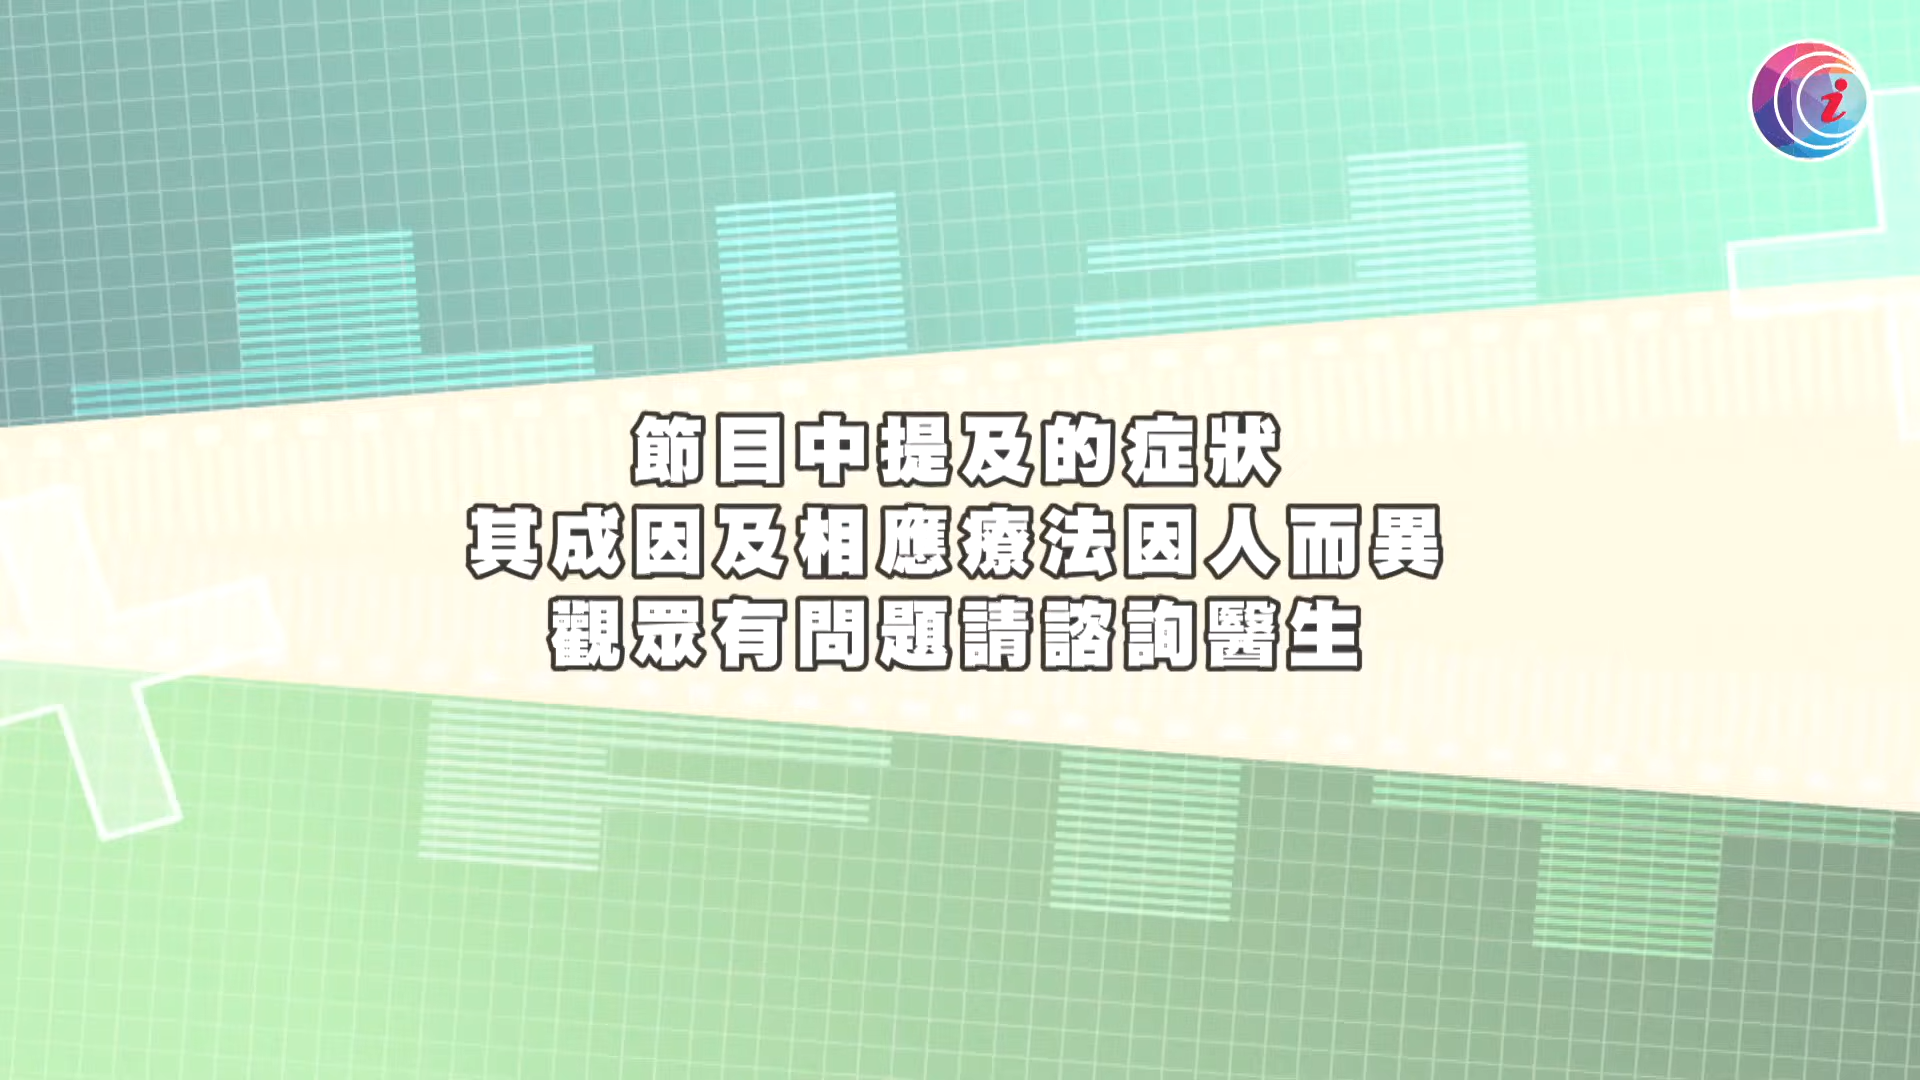 i
節目中提及的症狀
其成因及相應療法因人而異
觀眾有問題請諮詢醫生